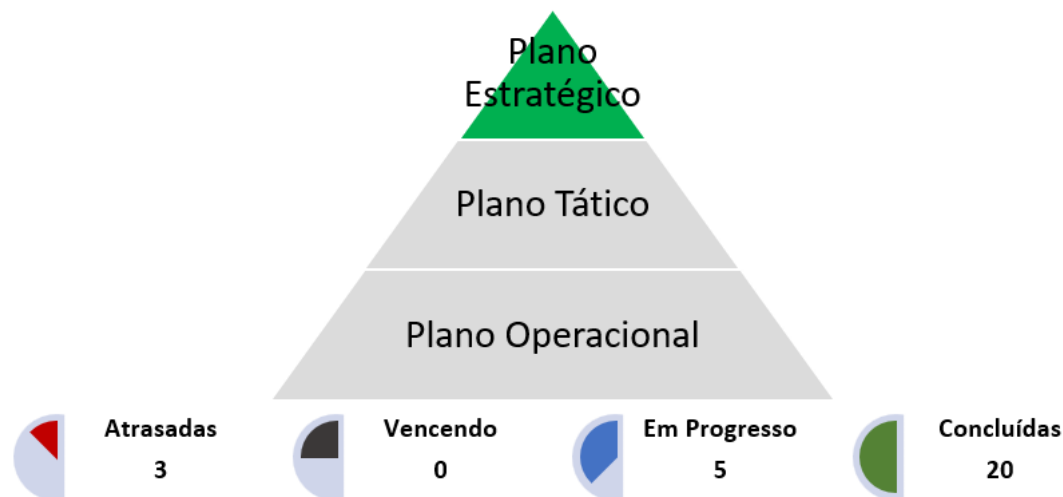 Plano
Estratégico
Plano Tático
Plano Operacional
Atrasadas
3
Vencendo
0
Em Progresso
5
Concluídas
20